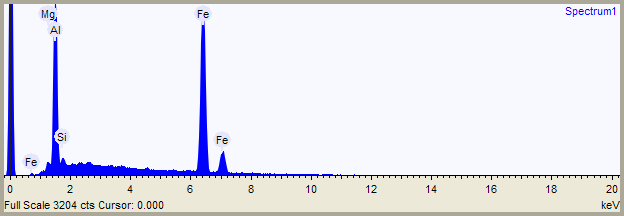 Spectrum1
Mg
Fe
Al
Si
Fe
Fe
0 2 4 6 8 10 12 14 16 18 20
Full Scale 3204 cts Cursor: 0.000 keV